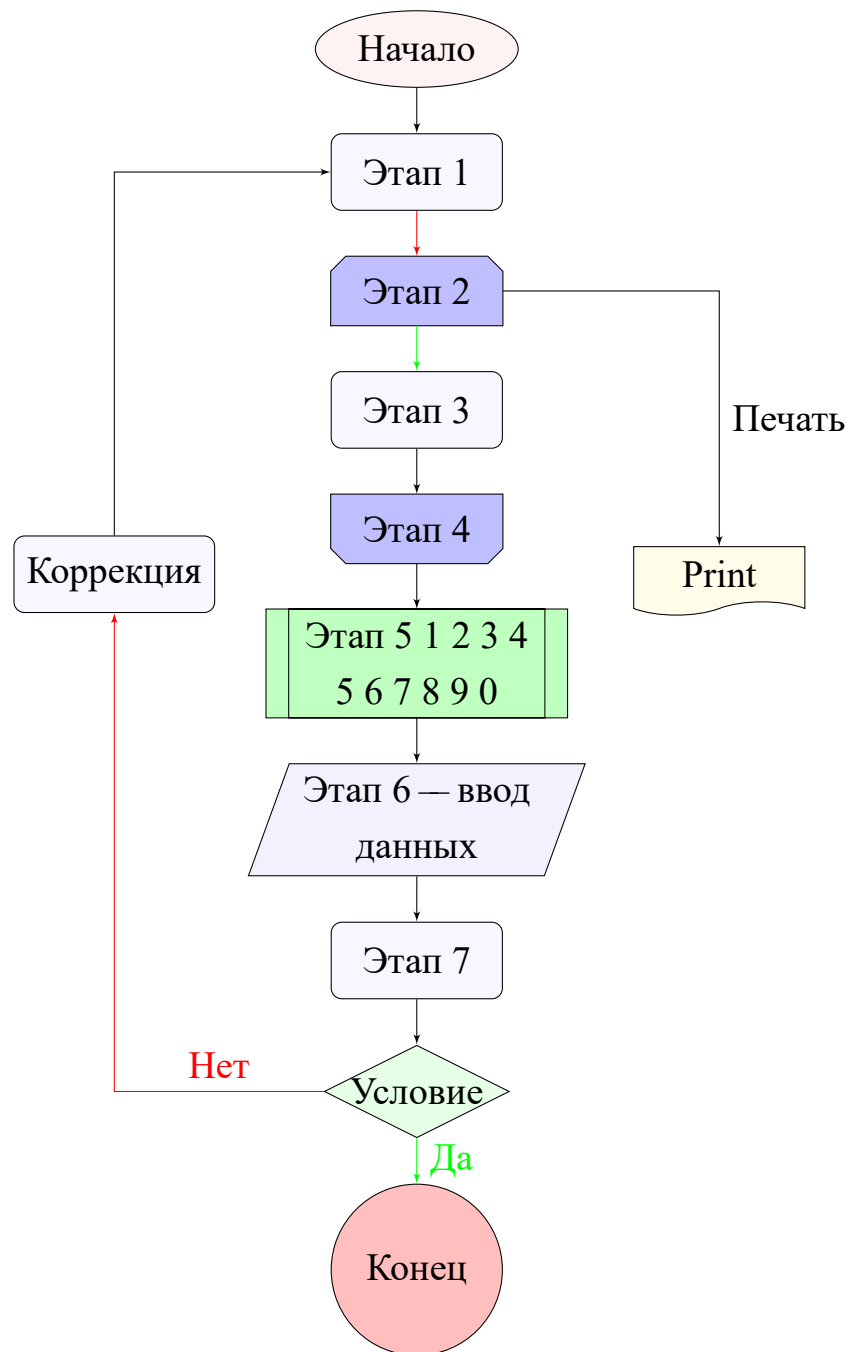 Начало
Этап 1
Этап 2
Этап 3
Печать
Этап 4
Коррекция
Print
Этап 5 1 2 3 4
5 6 7 8 9 0
Этап 6 — ввод
данных
Этап 7
Нет
Условие
Да
Конец